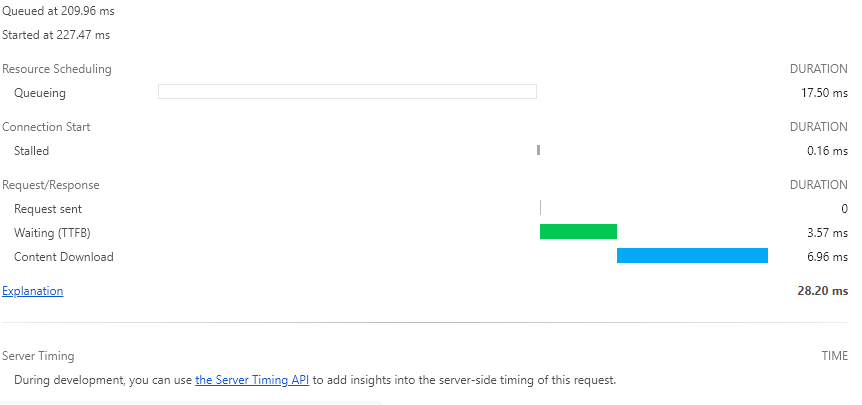 Queued at 209.96 ms
Started at 227.47 ms
Resource Scheduling DURATION
Queueing 17.50 ms
Connection Start DURATION
Stalled 0.16 ms
Request/Response DURATION
Request sent 0
Waiting (TTFB) 3.57 ms
Content Download 6.96 ms
Explanation 28.20 ms
Server Timing TIME
During development, you can use the Server Timing API to add insights into the server-side timing of this request.